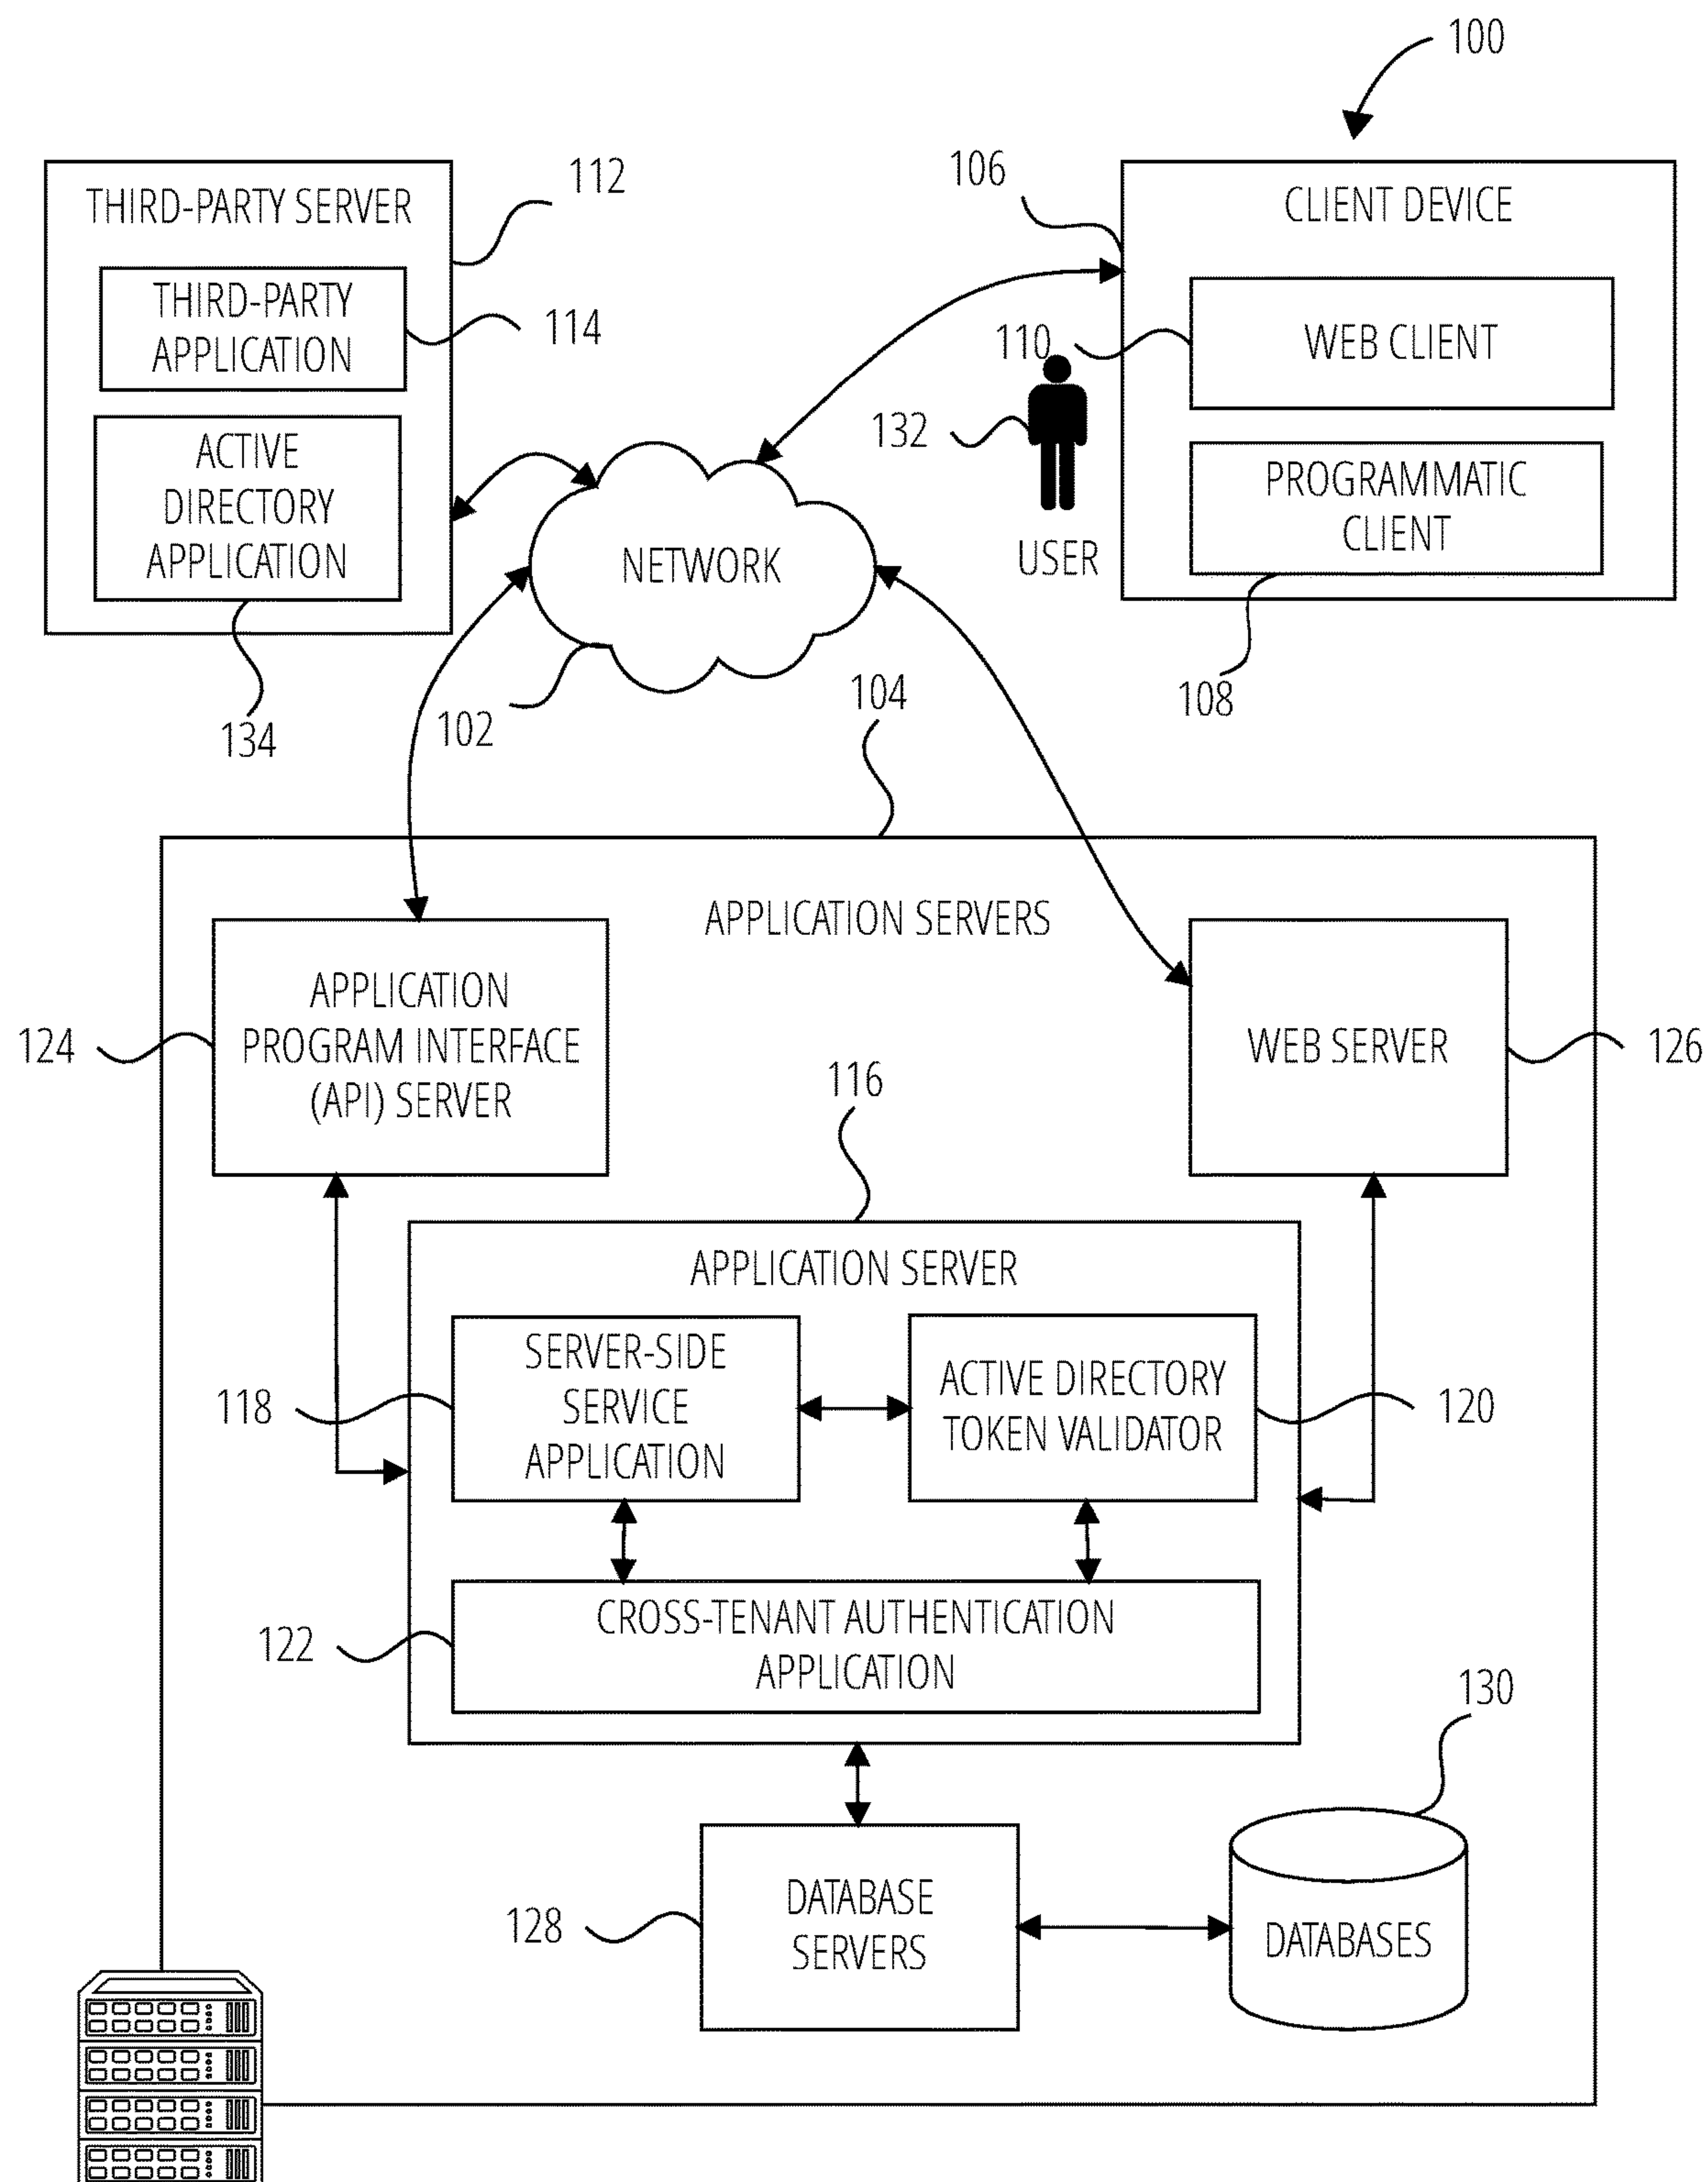 100
THIRD-PARTY SERVER
112
THIRD-PARTY
APPLICATION
114
ACTIVE
DIRECTORY
APPLICATION
134
106
CLIENT DEVICE
110
WEB CLIENT
132
USER
PROGRAMMATIC
CLIENT
108
NETWORK
102
104
APPLICATION SERVERS
APPLICATION
PROGRAM INTERFACE
(API) SERVER
124
WEB SERVER
126
116
APPLICATION SERVER
SERVER-SIDE
SERVICE
APPLICATION
118
ACTIVE DIRECTORY
TOKEN VALIDATOR
120
CROSS-TENANT AUTHENTICATION
APPLICATION
122
130
DATABASE
SERVERS
128
DATABASES